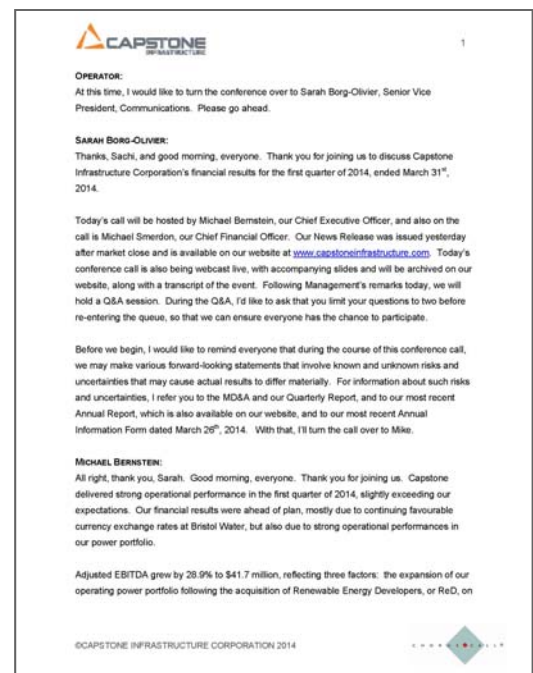 CAPSTONE
INFRASTRUCTURE
1
OPERATOR:
At this time, I would like to turn the conference over to Sarah Borg-Olivier, Senior Vice
President, Communications. Please go ahead.
SARAH BORG-OLIVIER:
Thanks, Sachi, and good morning, everyone. Thank you for joining us to discuss Capstone
Infrastructure Corporation's financial results for the first quarter of 2014, ended March 31st,
2014.
Today's call will be hosted by Michael Bernstein, our Chief Executive Officer, and also on the
call is Michael Smerdon, our Chief Financial Officer. Our News Release was issued yesterday
after market close and is available on our website at www.capstoneinfrastructure.com. Today's
conference call is also being webcast live, with accompanying slides and will be archived on our
website, along with a transcript of the event. Following Management's remarks today, we will
hold a Q&A session. During the Q&A, I'd like to ask that you limit your questions to two before
re-entering the queue, so that we can ensure everyone has the chance to participate.
Before we begin, I would like to remind everyone that during the course of this conference call,
we may make various forward-looking statements that involve known and unknown risks and
uncertainties that may cause actual results to differ materially. For information about such risks
and uncertainties, I refer you to the MD&A and our Quarterly Report, and to our most recent
Annual Report, which is also available on our website, and to our most recent Annual
Information Form dated March 26th, 2014. With that, I'll turn the call over to Mike.
MICHAEL BERNSTEIN:
All right, thank you, Sarah. Good morning, everyone. Thank you for joining us. Capstone
delivered strong operational performance in the first quarter of 2014, slightly exceeding our
expectations. Our financial results were ahead of plan, mostly due to continuing favourable
currency exchange rates at Bristol Water, but also due to strong operational performances in
our power portfolio.
Adjusted EBITDA grew by 28.9% to $41.7 million, reflecting three factors: the expansion of our
operating power portfolio following the acquisition of Renewable Energy Developers, or ReD, on
©CAPSTONE INFRASTRUCTURE CORPORATION 2014